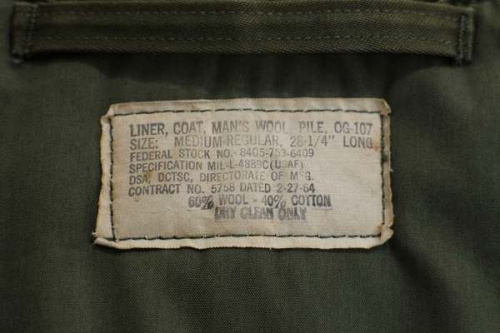 LINER, COAT, MAN'S WOOL, PILE, OG-107
SIZE: MEDIUM-REGULAR, 28-1/4" LONG
FEDERAL STOCK NO.-8405-753-6409
SPECIFICATION MIL-L-4889C(USAF)
DSA, DCTSC, DIRECTORATE OF MFG.
CONTRACT NO. 5758 DATED 2-27-64
60% WOOL - 40% COTTON
DRY CLEAN ONLY